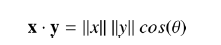 x · y = ||x|| ||y|| cos(θ)